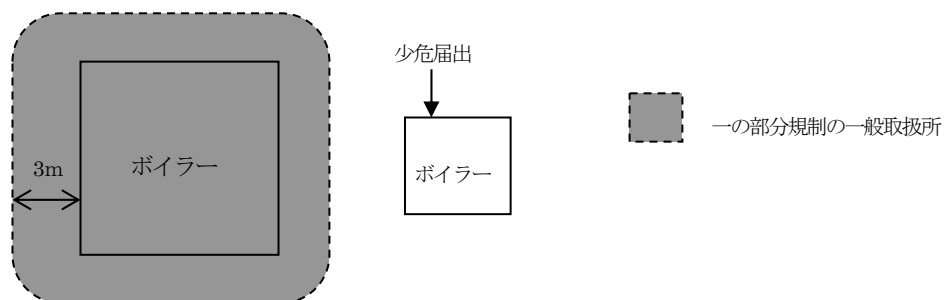 少危届出
ボイラー
3m
ボイラー
一の部分規制の一般取扱所